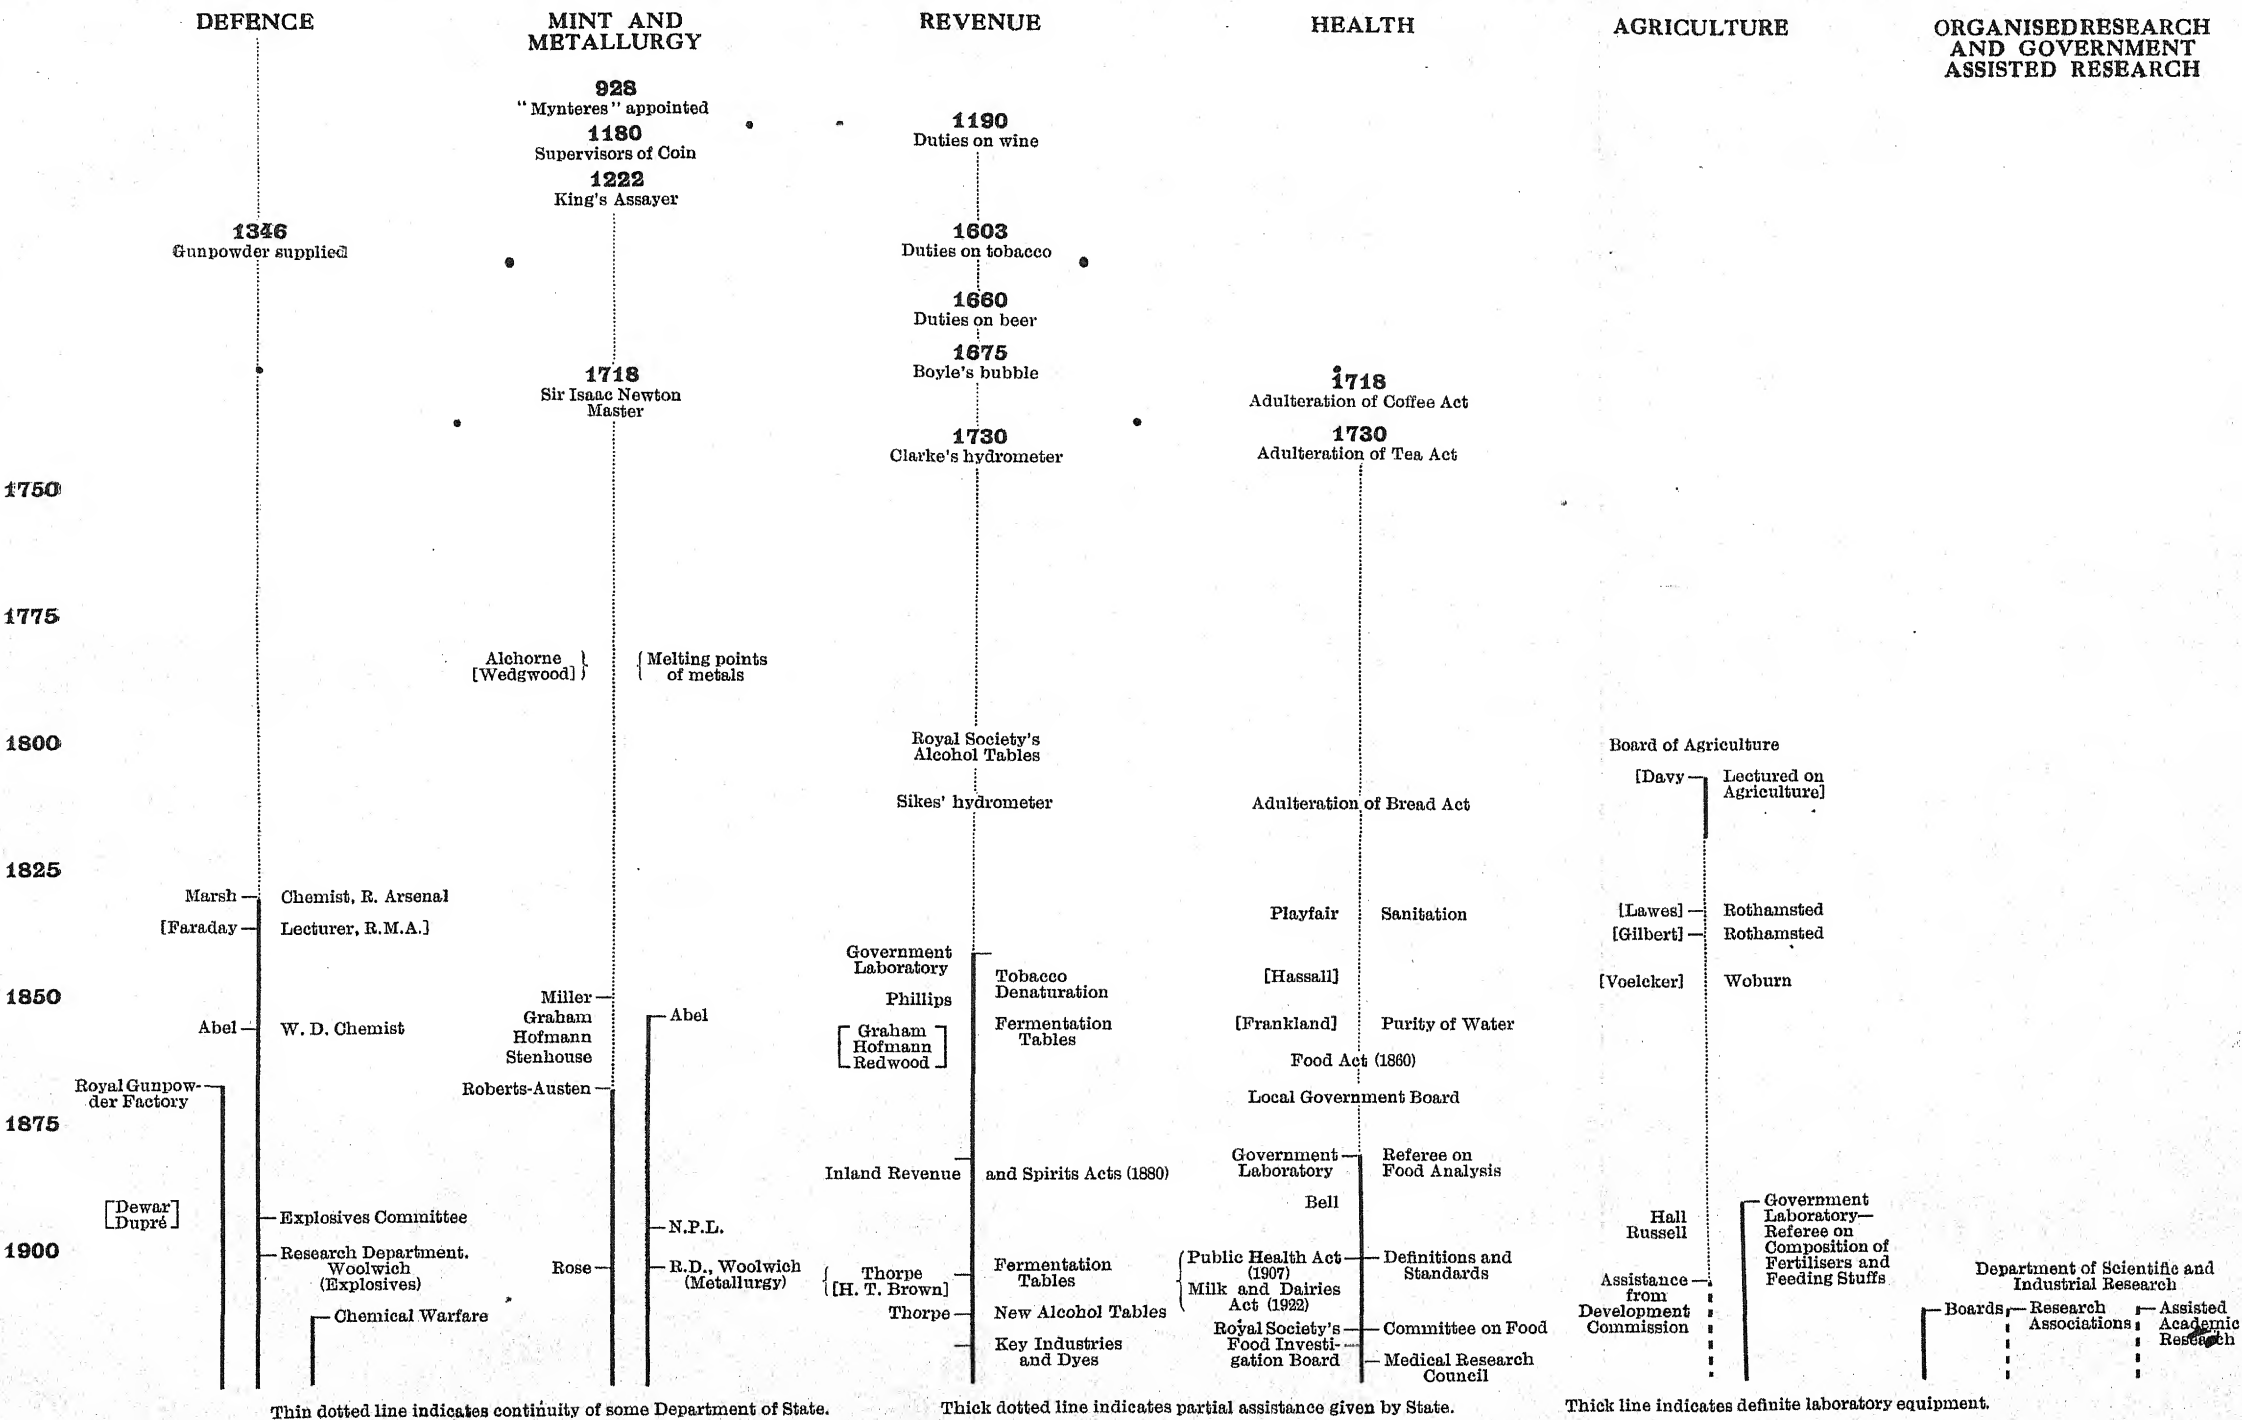 DEFENCE
1346
Gunpowder supplied
Marsh
Chemist, R. Arsenal
[Faraday
Lecturer, R.M.A.]
Abel
W. D. Chemist
Royal Gunpow-
der Factory
[Dewar
Dupré]
Explosives Committee
Research Department.
Woolwich
(Explosives)
Chemical Warfare
MINT AND
METALLURGY
928
"Mynteres" appointed
1180
Supervisors of Coin
1222
King's Assayer
1718
Sir Isaac Newton
Master
Alchorne
[Wedgwood]
Melting points
of metals
Miller
Graham
Hofmann
Stenhouse
Roberts-Austen
Rose
Abel
N.P.L.
R.D., Woolwich
(Metallurgy)
REVENUE
1190
Duties on wine
1603
Duties on tobacco
1660
Duties on beer
1675
Boyle's bubble
1730
Clarke's hydrometer
Royal Society's
Alcohol Tables
Sikes' hydrometer
Government
Laboratory
Tobacco
Denaturation
Phillips
[Graham
Hofmann
Redwood]
Fermentation
Tables
Inland Revenue and Spirits Acts (1880)
Thorpe
[H. T. Brown]
Fermentation
Tables
Thorpe
New Alcohol Tables
Key Industries
and Dyes
HEALTH
1718
Adulteration of Coffee Act
1730
Adulteration of Tea Act
Adulteration of Bread Act
Playfair
Sanitation
[Hassall]
[Frankland]
Purity of Water
Food Act (1860)
Local Government Board
Government
Laboratory
Referee on
Food Analysis
Bell
Public Health Act
(1907)
Milk and Dairies
Act (1922)
Definitions and
Standards
Royal Society's
Food Investi-
gation Board
Committee on Food
Medical Research
Council
AGRICULTURE
Board of Agriculture
[Davy
Lectured on
Agriculture]
[Lawes]
Rothamsted
[Gilbert]
Rothamsted
[Voelcker]
Woburn
Hall
Russell
Assistance
from
Development
Commission
Government
Laboratory—
Referee on
Composition of
Fertilisers and
Feeding Stuffs
ORGANISED RESEARCH
AND GOVERNMENT
ASSISTED RESEARCH
Department of Scientific and
Industrial Research
Boards
Research
Associations
Assisted
Academic
Research
1750
1775
1800
1825
1850
1875
1900
Thin dotted line indicates continuity of some Department of State.
Thick dotted line indicates partial assistance given by State.
Thick line indicates definite laboratory equipment.